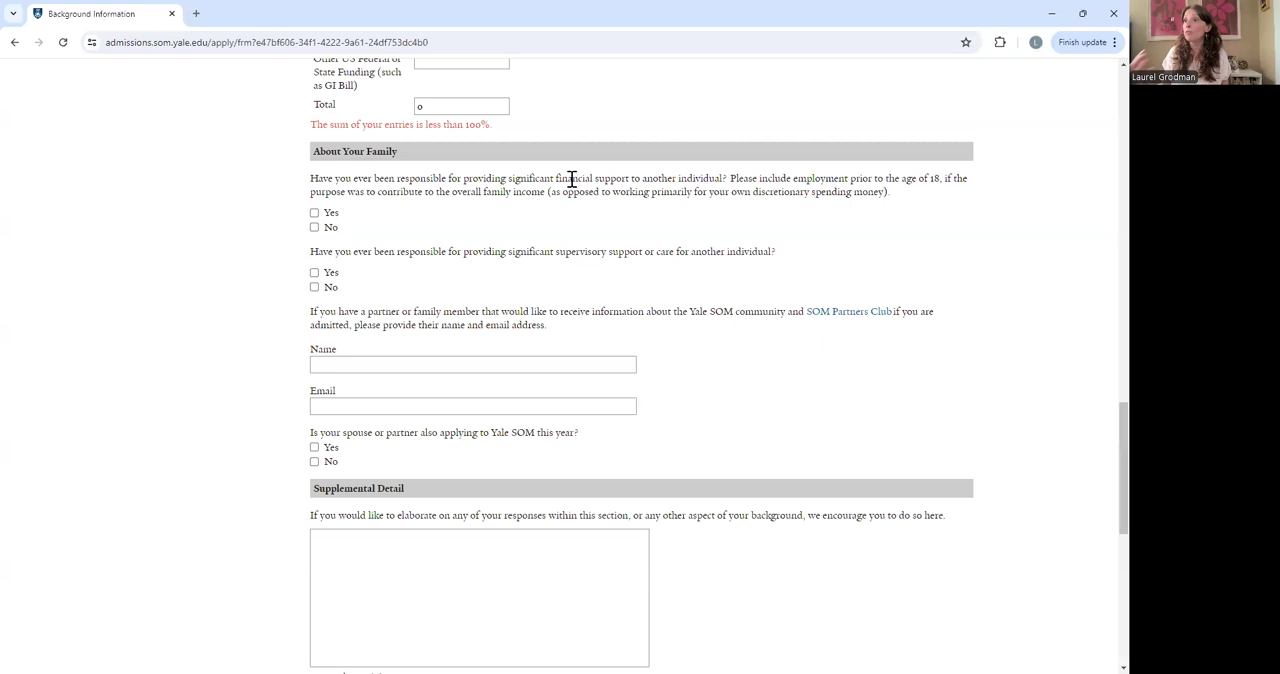 Background Information
admissions.som.yale.edu/apply/frm?e47bf606-34f1-4222-9a61-24df753dc4b0
Finish update
L
Laurel Grodman
Other US Federal or
State Funding (such
as GI Bill)
Total
0
The sum of your entries is less than 100%.
About Your Family
Have you ever been responsible for providing significant financial support to another individual? Please include employment prior to the age of 18, if the
purpose was to contribute to the overall family income (as opposed to working primarily for your own discretionary spending money).
Yes
No
Have you ever been responsible for providing significant supervisory support or care for another individual?
Yes
No
If you have a partner or family member that would like to receive information about the Yale SOM community and SOM Partners Club if you are
admitted, please provide their name and email address.
Name
Email
Is your spouse or partner also applying to Yale SOM this year?
Yes
No
Supplemental Detail
If you would like to elaborate on any of your responses within this section, or any other aspect of your background, we encourage you to do so here.